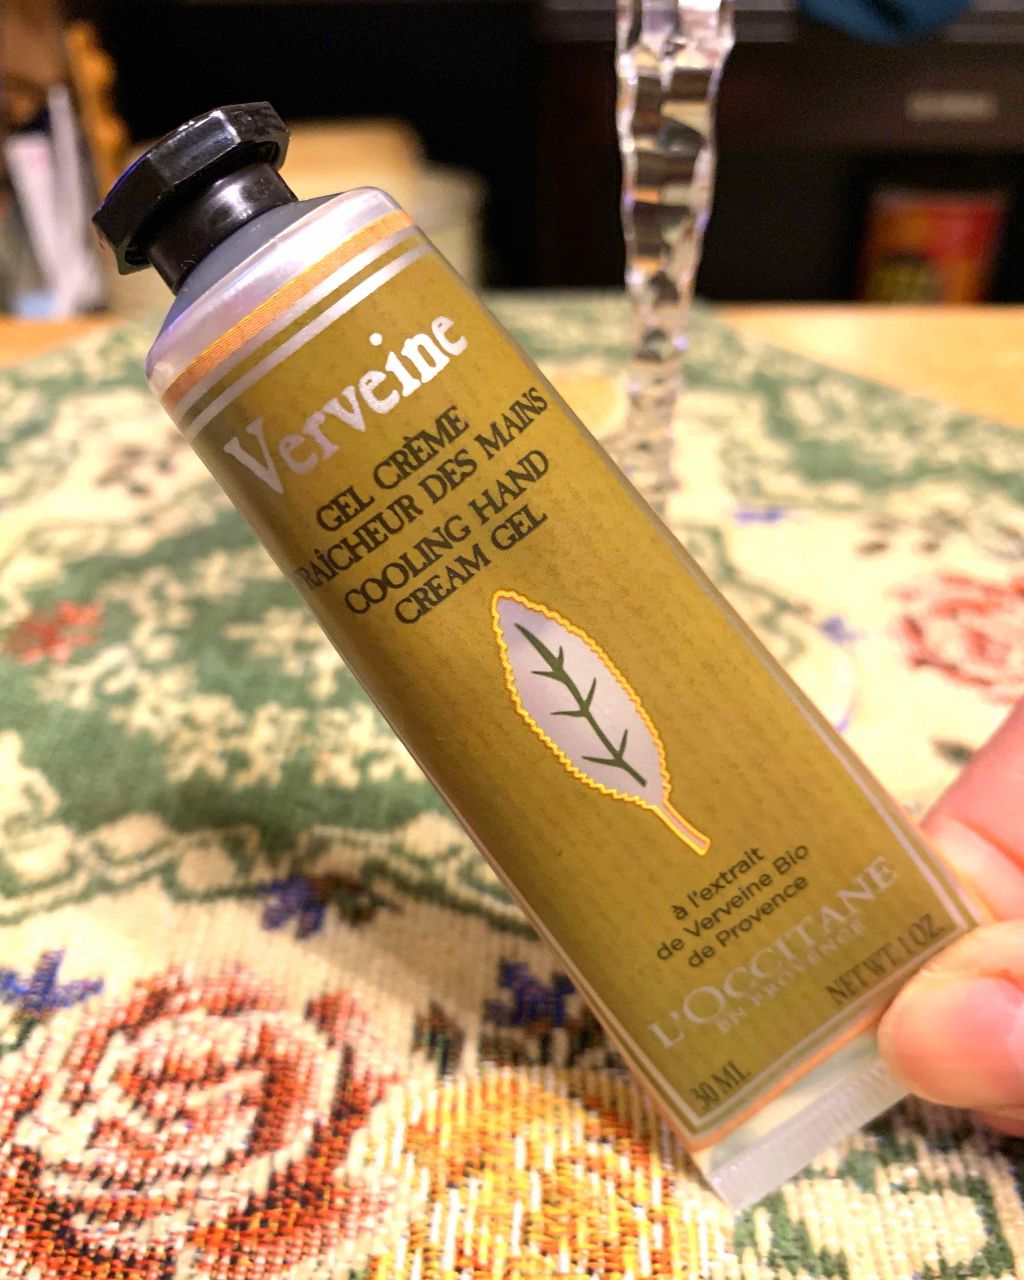 Verveine
GEL CRÈME
RAÎCHEUR DES MAINS
COOLING HAND
CREAM GEL
à l'extrait
de Verveine Bio
de Provence
L'OCCITANE
EN PROVENCE
30 ML NET WT. 1 OZ.